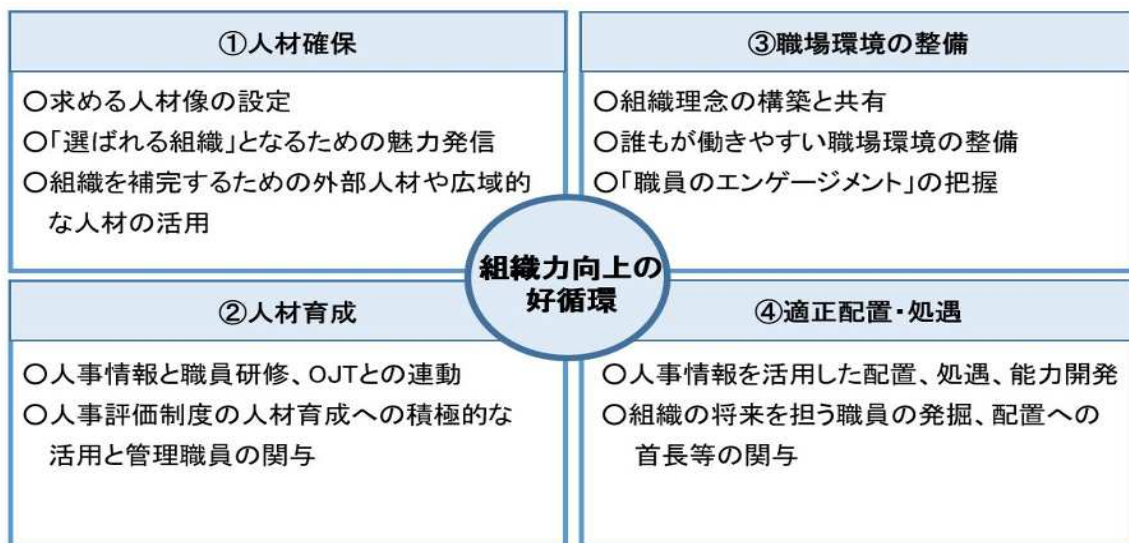 ①人材確保
○求める人材像の設定
○「選ばれる組織」となるための魅力発信
○組織を補完するための外部人材や広域的
な人材の活用
②人材育成
○人事情報と職員研修、OJTとの連動
○人事評価制度の人材育成への積極的な
活用と管理職員の関与
組織力向上の
好循環
③職場環境の整備
○組織理念の構築と共有
○誰もが働きやすい職場環境の整備
○「職員のエンゲージメント」の把握
④適正配置・処遇
○人事情報を活用した配置、処遇、能力開発
○組織の将来を担う職員の発掘、配置への
首長等の関与